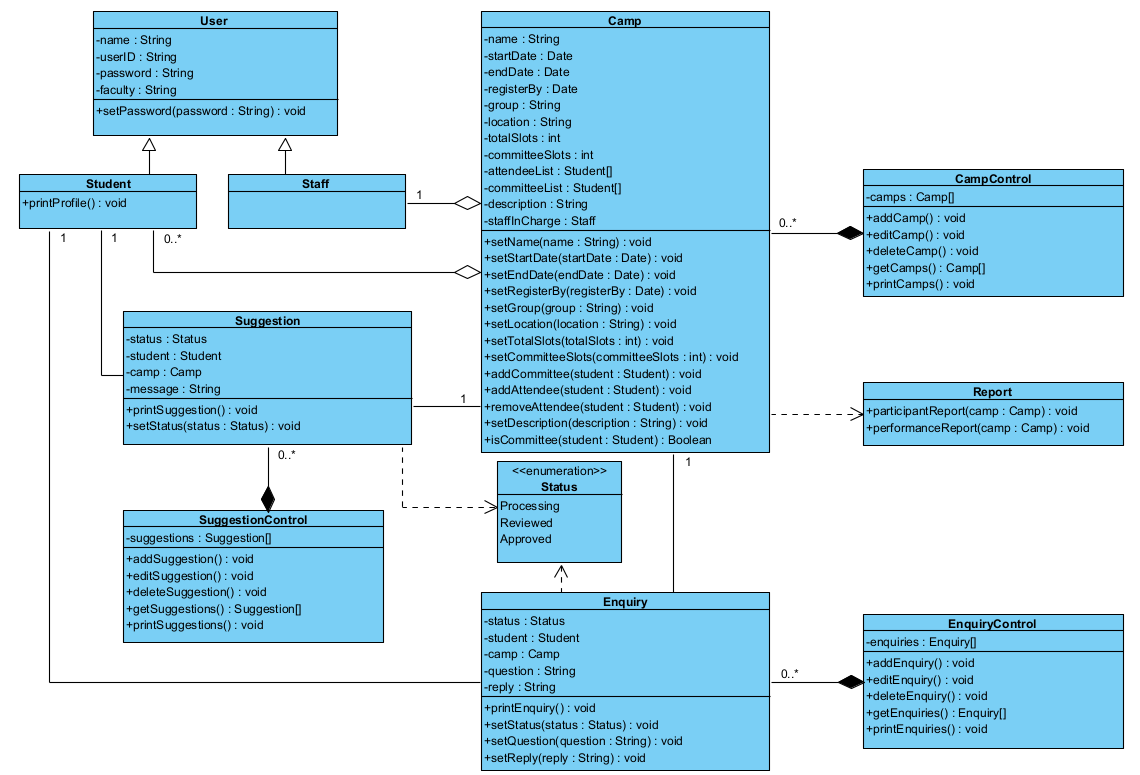 User
-name : String
-userID : String
-password : String
-faculty : String
+setPassword(password : String) : void
Camp
-name : String
-startDate : Date
-endDate : Date
-registerBy : Date
-group : String
-location : String
-totalSlots : int
-committeeSlots : int
-attendeeList : Student[]
-committeeList : Student[]
-description : String
-staffInCharge : Staff
+setName(name : String) : void
+setStartDate(startDate : Date) : void
+setEndDate(endDate : Date) : void
+setRegisterBy(registerBy : Date) : void
+setGroup(group : String) : void
+setLocation(location : String) : void
+setTotalSlots(totalSlots : int) : void
+setCommitteeSlots(committeeSlots : int) : void
+addCommittee(student : Student) : void
+addAttendee(student : Student) : void
+removeAttendee(student : Student) : void
+setDescription(description : String) : void
+isCommittee(student : Student) : Boolean
Student
+printProfile() : void
Staff
1
CampControl
-camps : Camp[]
+addCamp() : void
+editCamp() : void
+deleteCamp() : void
+getCamps() : Camp[]
+printCamps() : void
0..*
1
1
0..*
Suggestion
-status : Status
-student : Student
-camp : Camp
-message : String
+printSuggestion() : void
+setStatus(status : Status) : void
1
Report
+participantReport(camp : Camp) : void
+performanceReport(camp : Camp) : void
0..*
1
<<enumeration>>
Status
Processing
Reviewed
Approved
SuggestionControl
-suggestions : Suggestion[]
+addSuggestion() : void
+editSuggestion() : void
+deleteSuggestion() : void
+getSuggestions() : Suggestion[]
+printSuggestions() : void
Enquiry
-status : Status
-student : Student
-camp : Camp
-question : String
-reply : String
+printEnquiry() : void
+setStatus(status : Status) : void
+setQuestion(question : String) : void
+setReply(reply : String) : void
0..*
EnquiryControl
-enquiries : Enquiry[]
+addEnquiry() : void
+editEnquiry() : void
+deleteEnquiry() : void
+getEnquiries() : Enquiry[]
+printEnquiries() : void